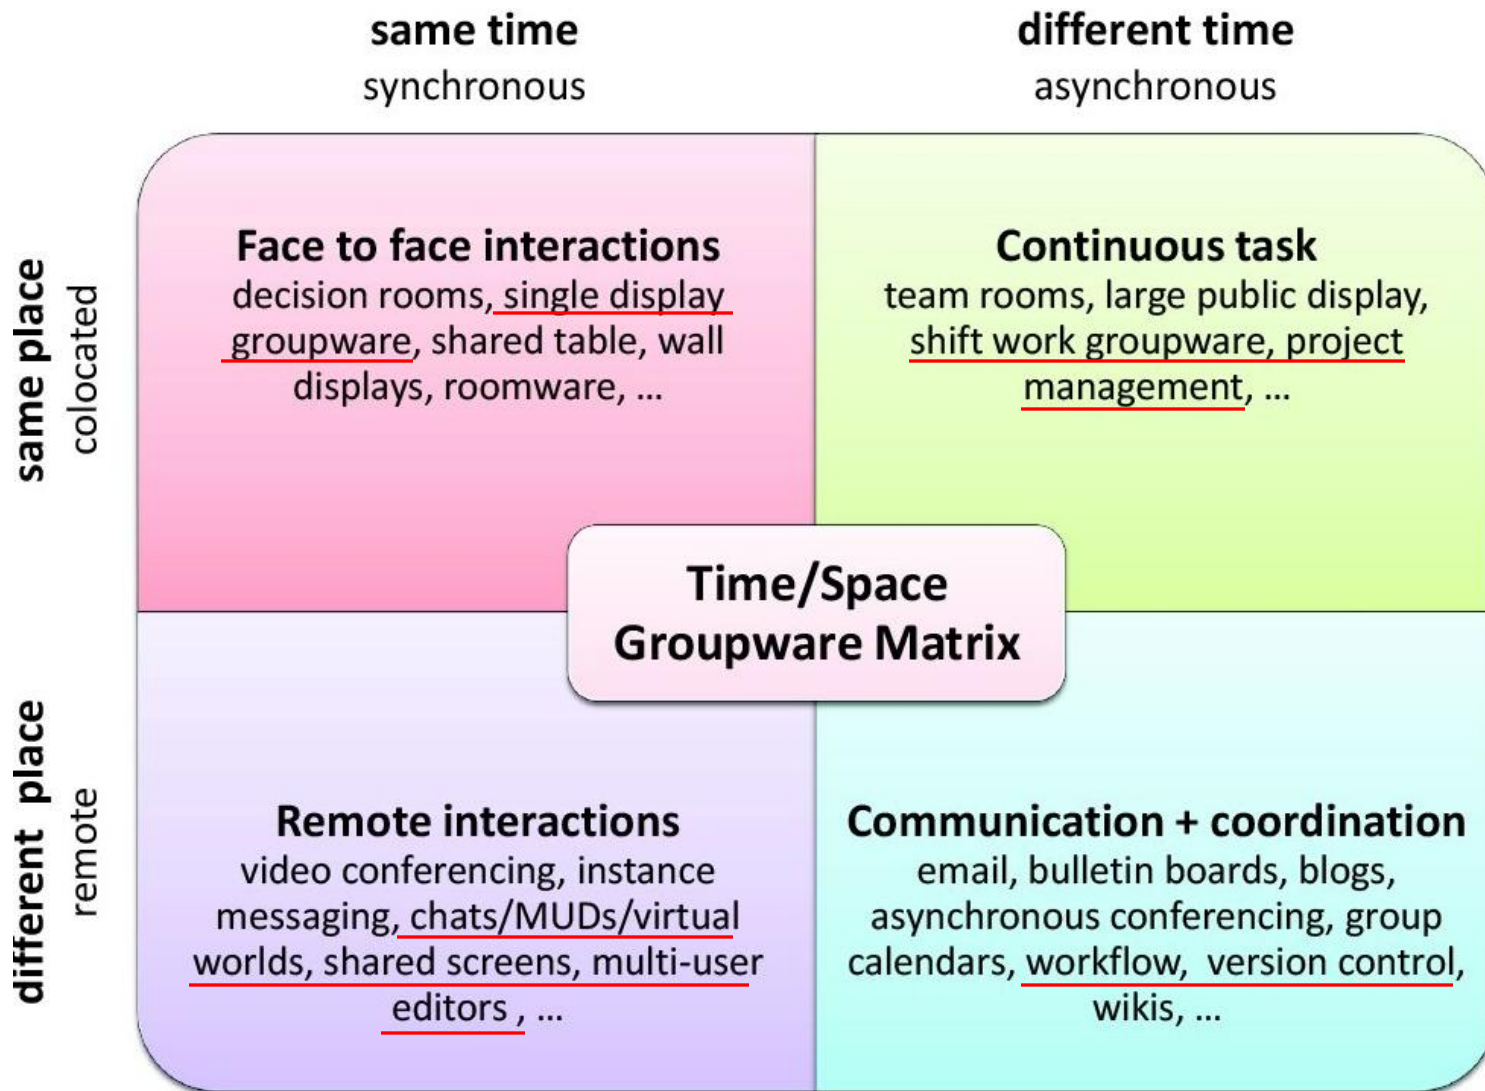 same time
synchronous
different time
asynchronous
same place
colocated
Face to face interactions
decision rooms, single display
groupware, shared table, wall
displays, roomware, ...
Continuous task
team rooms, large public display,
shift work groupware, project
management, ...
Time/Space
Groupware Matrix
different place
remote
Remote interactions
video conferencing, instance
messaging, chats/MUDs/virtual
worlds, shared screens, multi-user
editors , ...
Communication + coordination
email, bulletin boards, blogs,
asynchronous conferencing, group
calendars, workflow, version control,
wikis, ...